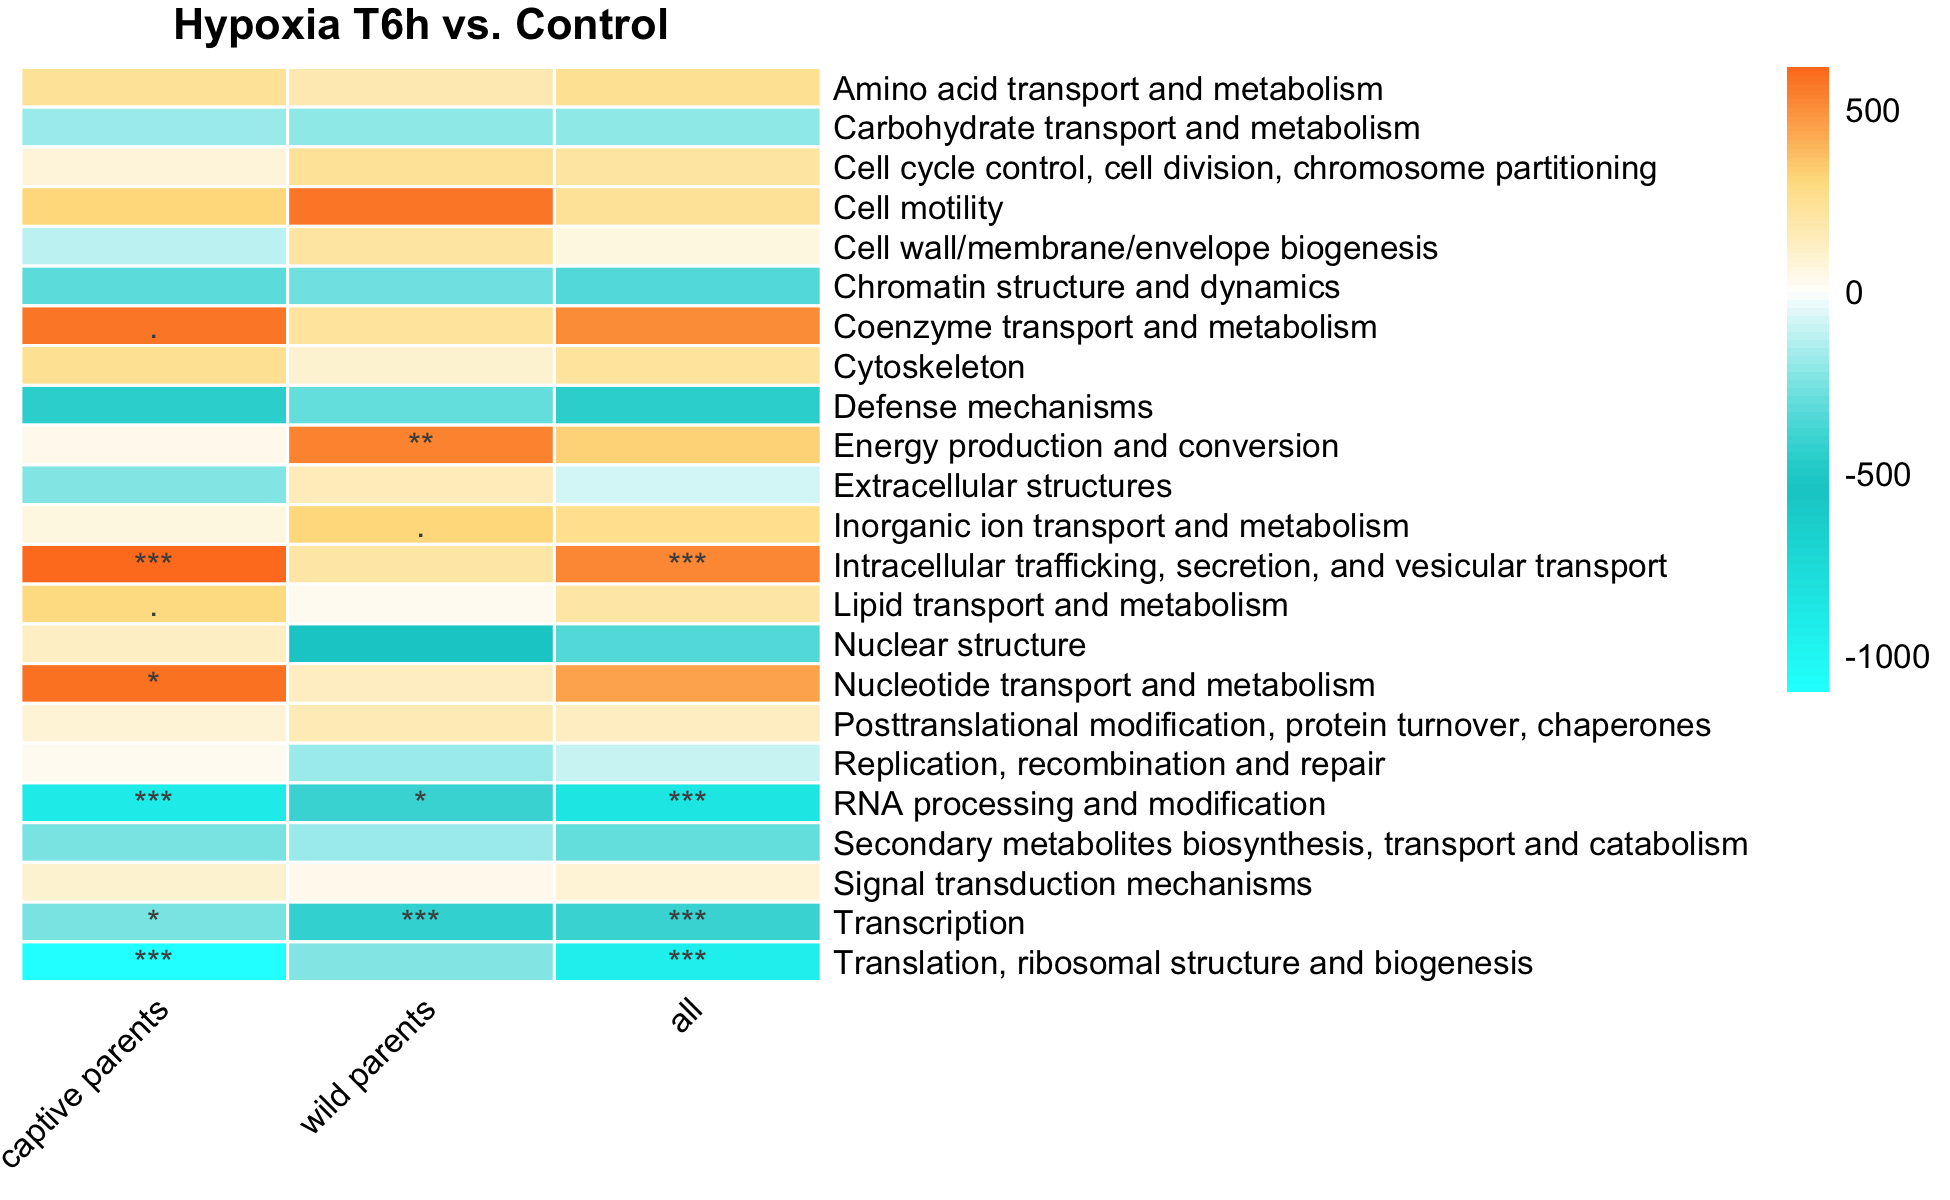 Hypoxia T6h vs. Control
Amino acid transport and metabolism
Carbohydrate transport and metabolism
Cell cycle control, cell division, chromosome partitioning
Cell motility
Cell wall/membrane/envelope biogenesis
Chromatin structure and dynamics
. Coenzyme transport and metabolism
Cytoskeleton
Defense mechanisms
** Energy production and conversion
Extracellular structures
. Inorganic ion transport and metabolism
*** *** Intracellular trafficking, secretion, and vesicular transport
. Lipid transport and metabolism
Nuclear structure
* Nucleotide transport and metabolism
Posttranslational modification, protein turnover, chaperones
Replication, recombination and repair
*** * *** RNA processing and modification
Secondary metabolites biosynthesis, transport and catabolism
Signal transduction mechanisms
* *** *** Transcription
*** *** Translation, ribosomal structure and biogenesis
captive parents
wild parents
all
500
0
-500
-1000